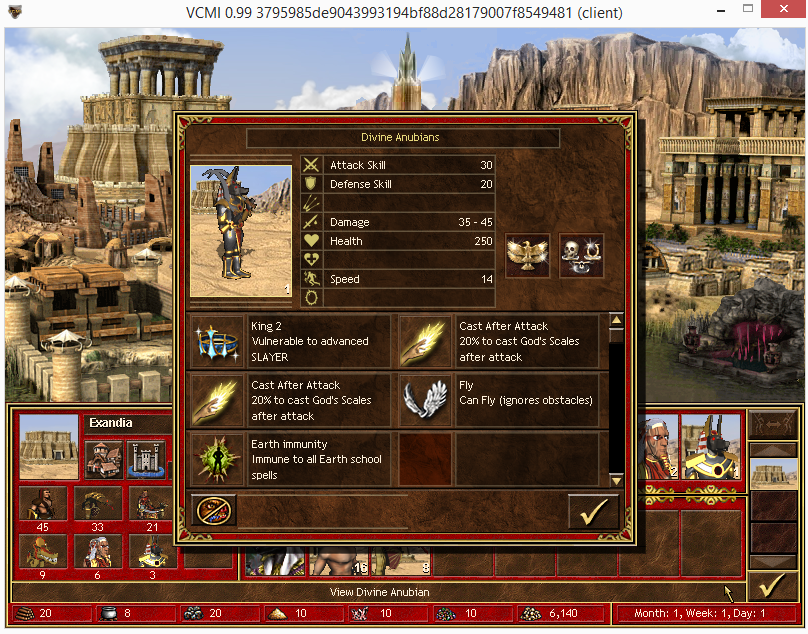 VCMI 0.99 3795985de9043993194bf88d28179007f8549481 (client)
Divine Anubians
Attack Skill 30
Defense Skill 20
Damage 35 - 45
Health 250
Speed 14
1
King 2
Vulnerable to advanced
SLAYER
Cast After Attack
20% to cast God's Scales
after attack
Cast After Attack
20% to cast God's Scales
after attack
Fly
Can Fly (ignores obstacles)
Earth immunity
Immune to all Earth school
spells
Exandia
2
45 33 21
9 6 3
16 8
View Divine Anubian
20 8 20 10 10 10 6,140 Month: 1, Week: 1, Day: 1